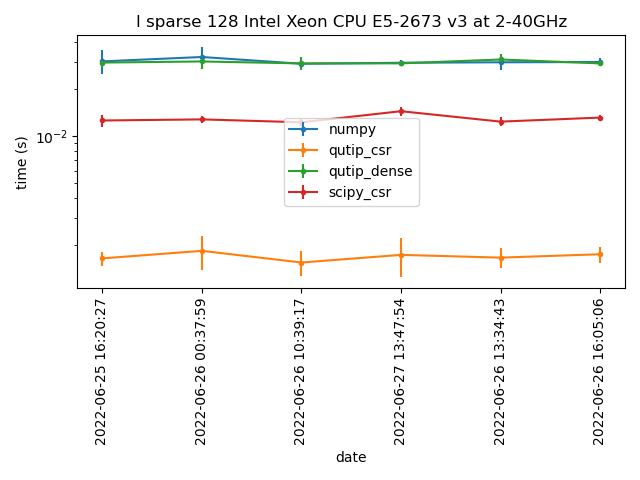 l sparse 128 Intel Xeon CPU E5-2673 v3 at 2-40GHz
time (s)
10⁻²
numpy
qutip_csr
qutip_dense
scipy_csr
2022-06-25 16:20:27
2022-06-26 00:37:59
2022-06-26 10:39:17
2022-06-27 13:47:54
2022-06-26 13:34:43
2022-06-26 16:05:06
date